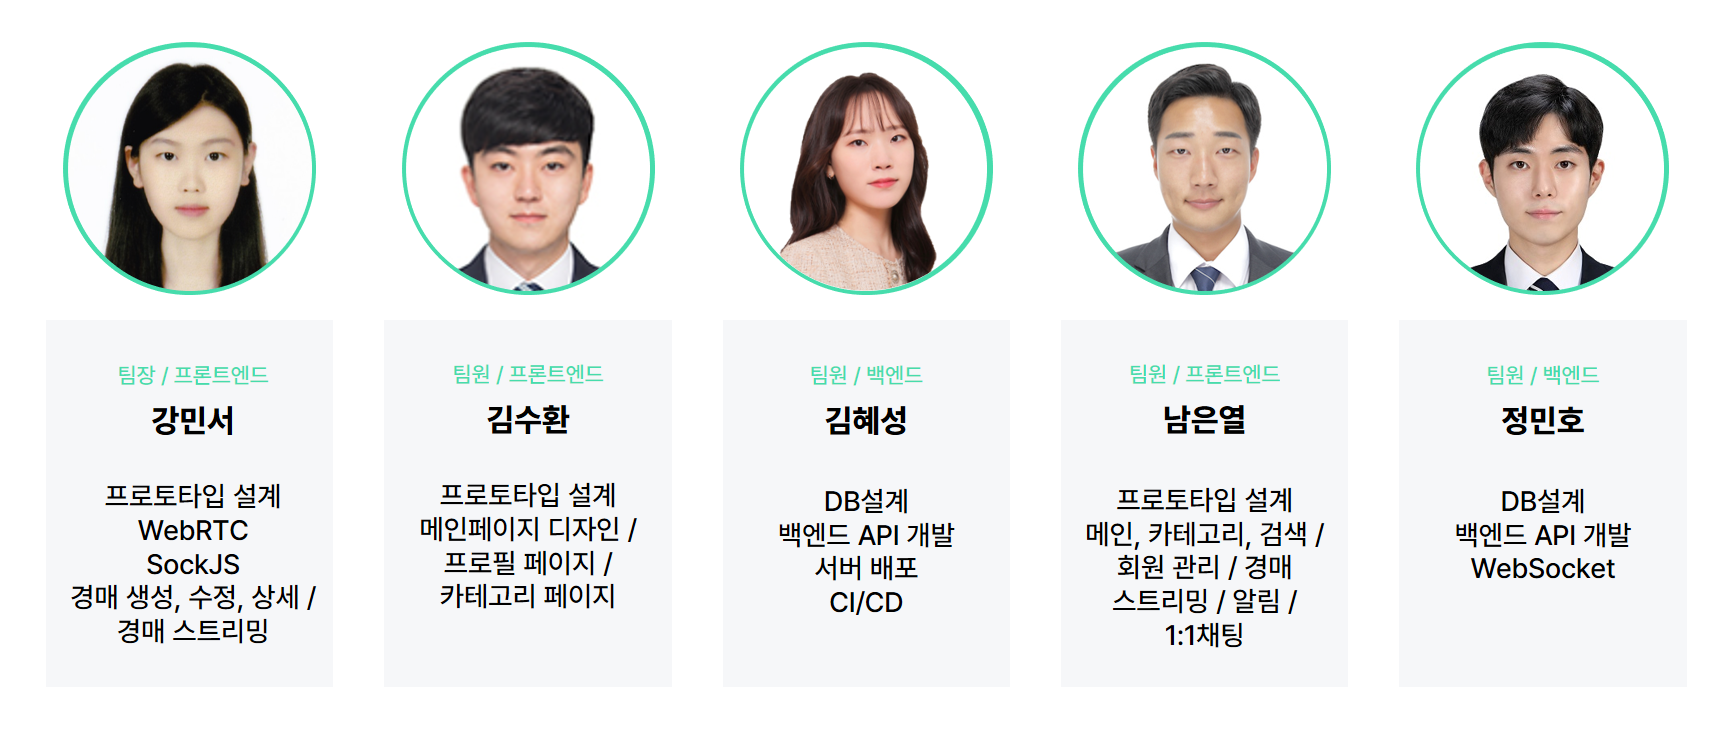 팀장 / 프론트엔드
강민서
프로토타입 설계
WebRTC
SockJS
경매 생성, 수정, 상세 /
경매 스트리밍
팀원 / 프론트엔드
김수환
프로토타입 설계
메인페이지 디자인 /
프로필 페이지 /
카테고리 페이지
팀원 / 백엔드
김혜성
DB설계
백엔드 API 개발
서버 배포
CI/CD
팀원 / 프론트엔드
남은열
프로토타입 설계
메인, 카테고리, 검색 /
회원 관리 / 경매
스트리밍 / 알림 /
1:1채팅
팀원 / 백엔드
정민호
DB설계
백엔드 API 개발
WebSocket